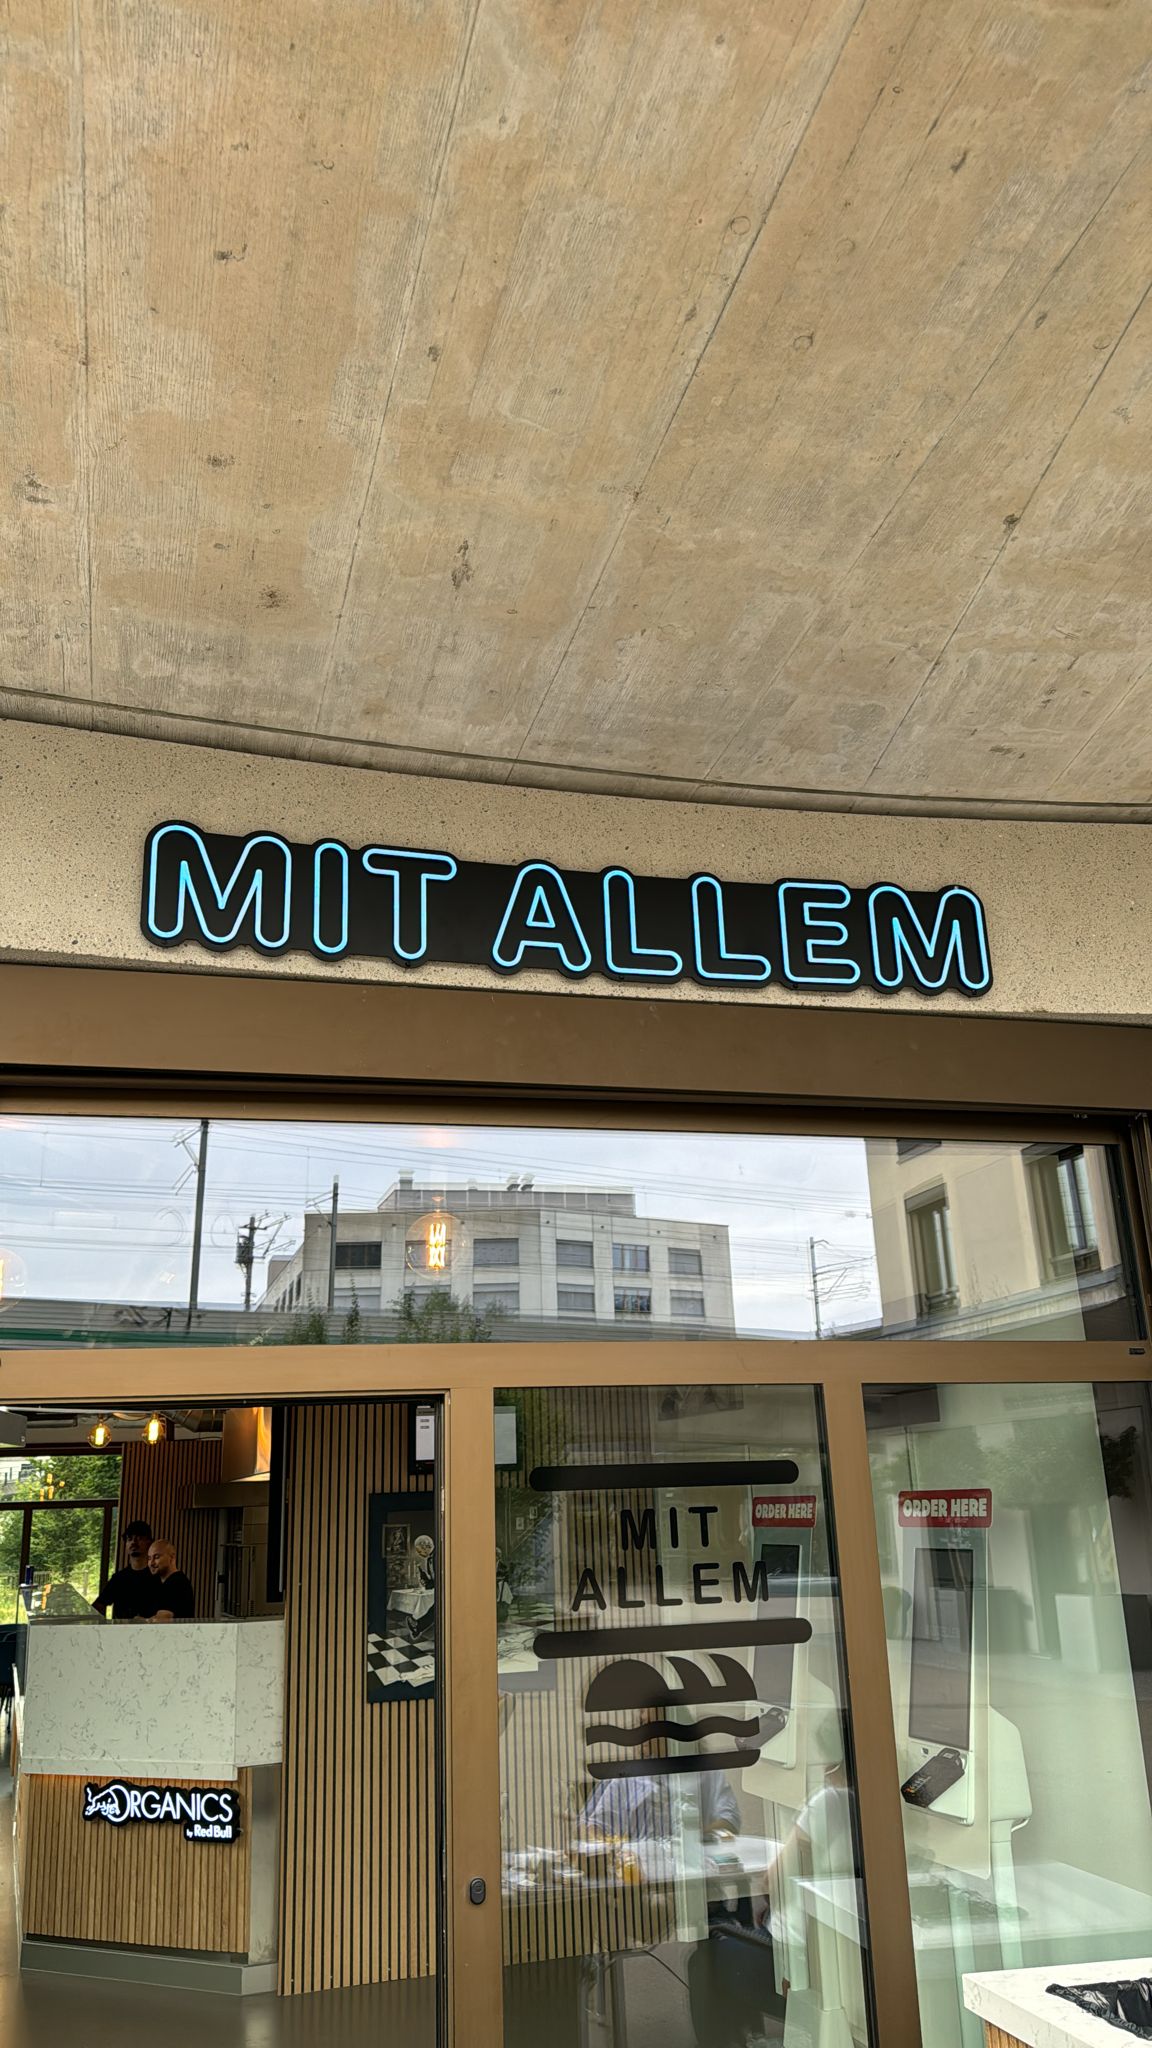 MIT ALLEM
MIT
ALLEM
ORDER HERE
ORDER HERE
ORGANICS
by Red Bull